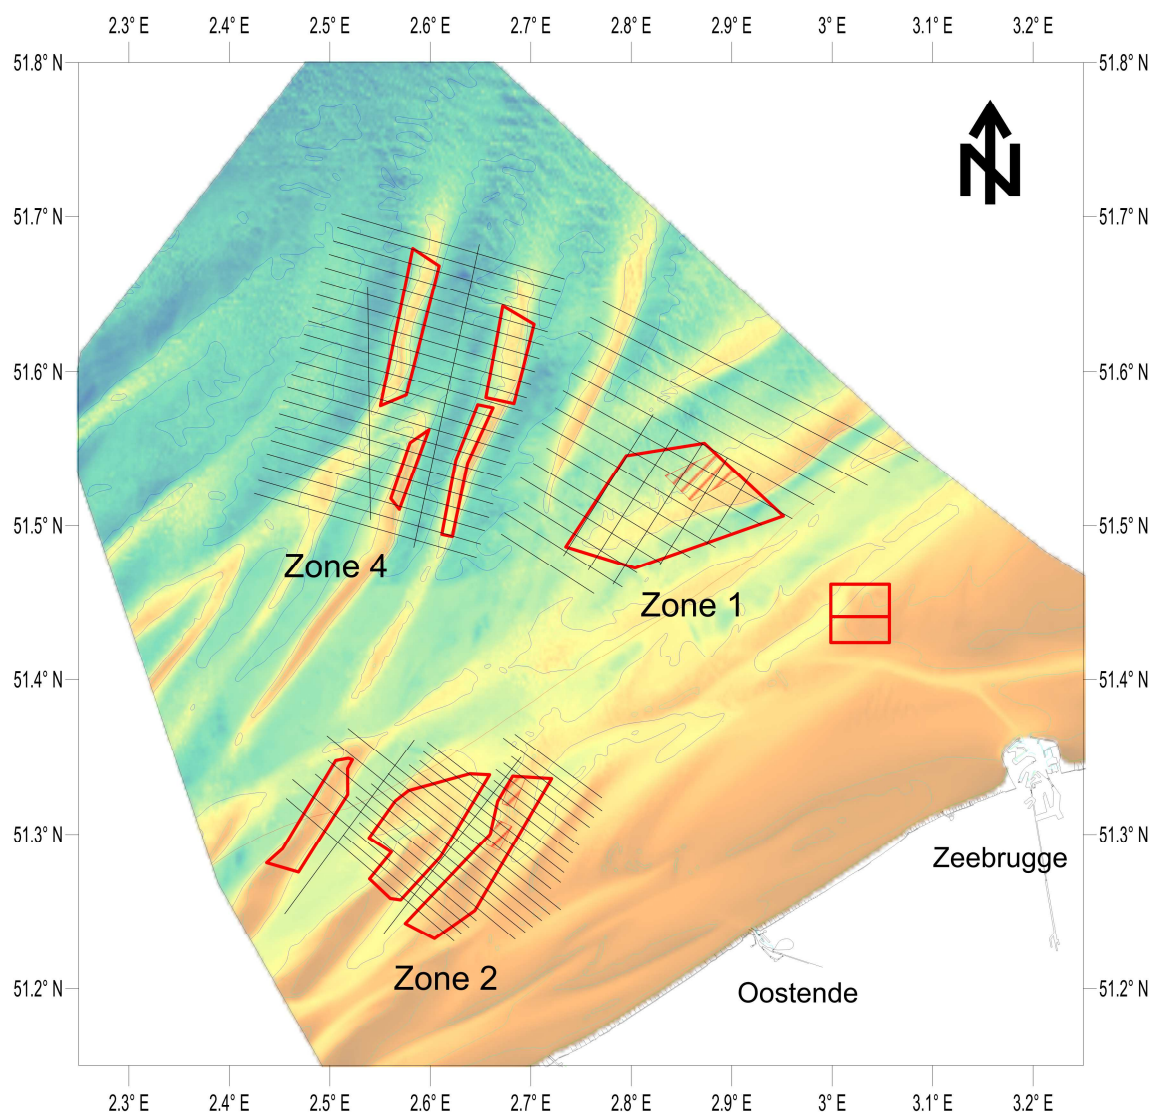 2.3° E 2.4° E 2.5° E 2.6° E 2.7° E 2.8° E 2.9° E 3° E 3.1° E 3.2° E
51.8° N 51.8° N
N
51.7° N 51.7° N
51.6° N 51.6° N
51.5° N 51.5° N
Zone 4
Zone 1
51.4° N 51.4° N
51.3° N 51.3° N
Zeebrugge
Zone 2
51.2° N 51.2° N
Oostende
2.3° E 2.4° E 2.5° E 2.6° E 2.7° E 2.8° E 2.9° E 3° E 3.1° E 3.2° E